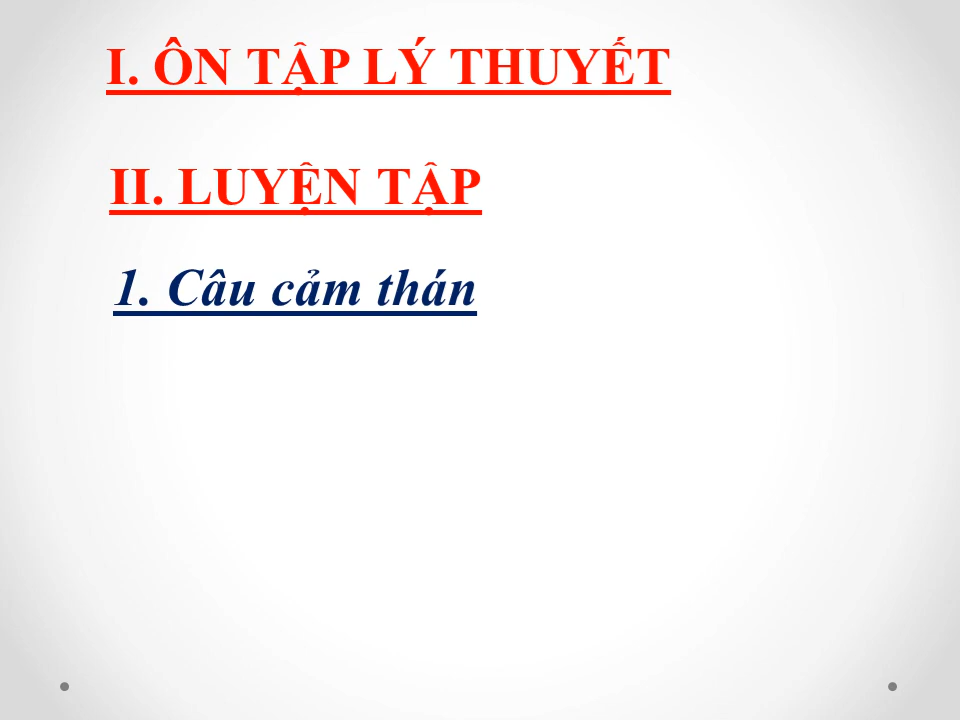 I. ÔN TẬP LÝ THUYẾT
II. LUYỆN TẬP
1. Câu cảm thán